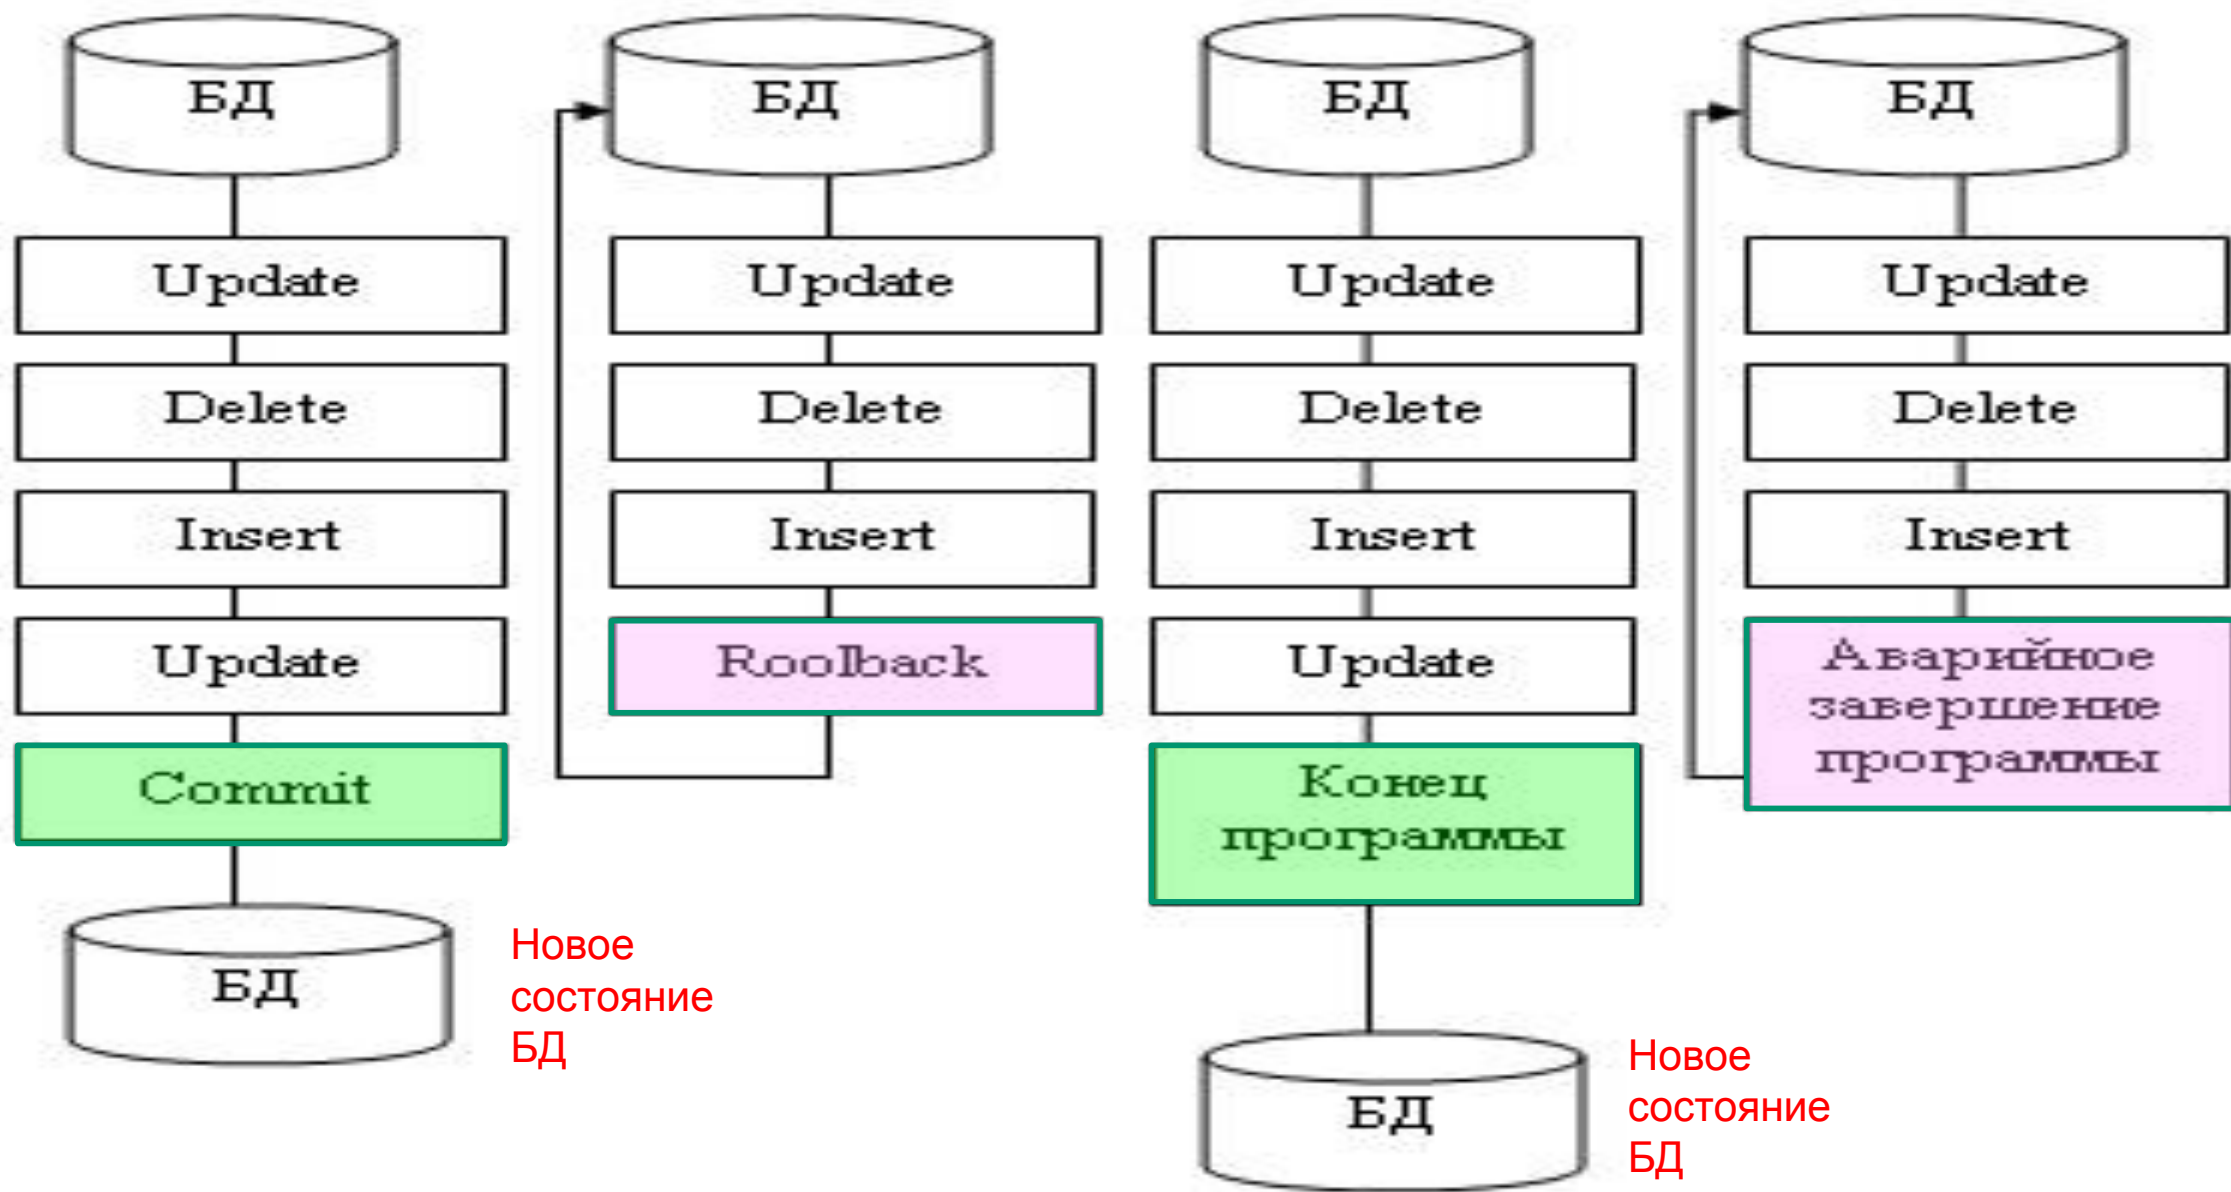 БД
Update
Delete
Insert
Update
Commit
БД
Новое
состояние
БД
БД
Update
Delete
Insert
Roolback
БД
Update
Delete
Insert
Update
Конец
программы
БД
Новое
состояние
БД
БД
Update
Delete
Insert
Аварийное
завершение
программы